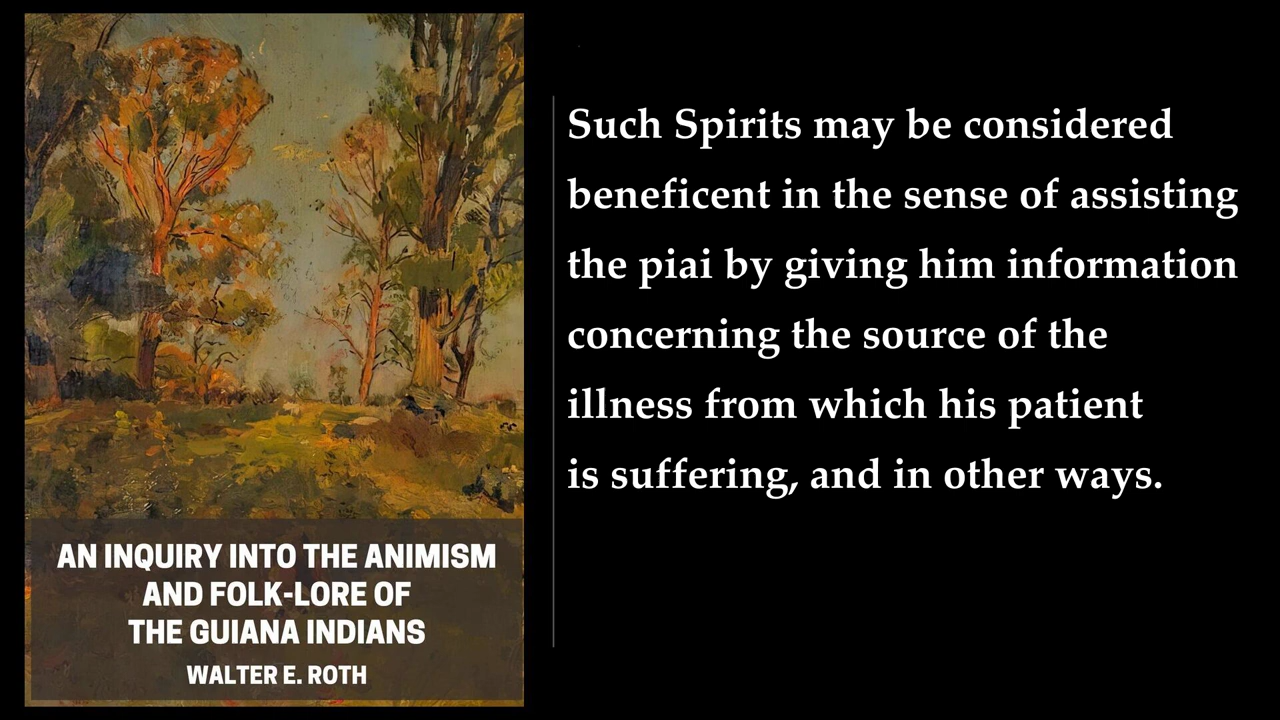 Such Spirits may be considered
beneficent in the sense of assisting
the piai by giving him information
concerning the source of the
illness from which his patient
is suffering, and in other ways.
AN INQUIRY INTO THE ANIMISM
AND FOLK-LORE OF
THE GUIANA INDIANS
WALTER E. ROTH